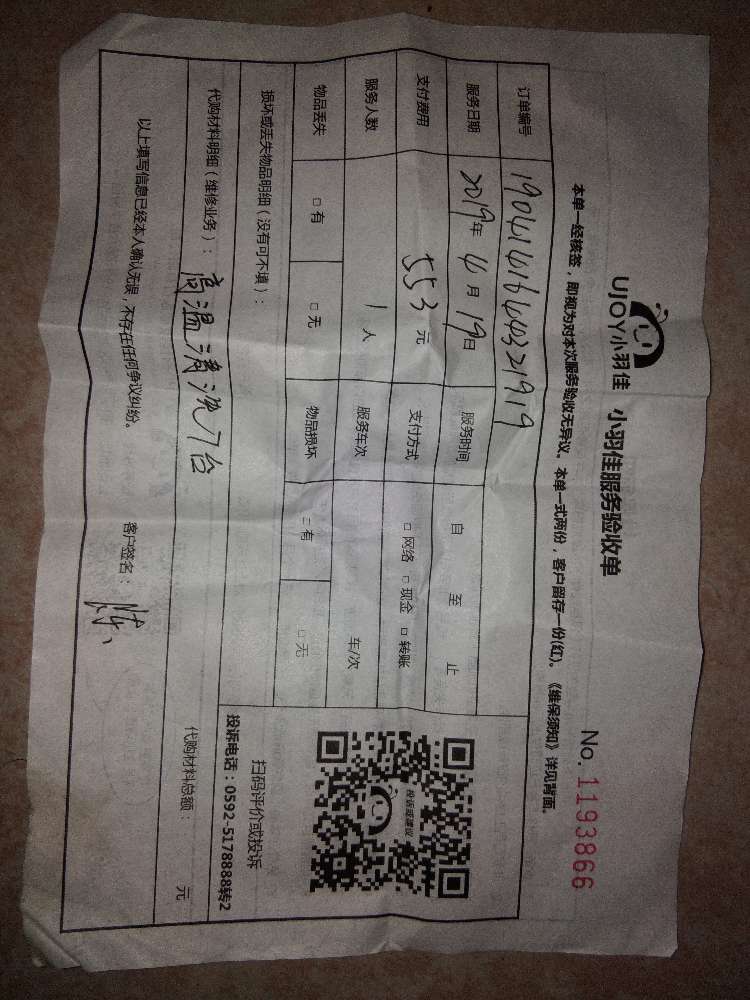 UJOY小羽佳 小羽佳服务验收单
No. 1193866
本单一经核签，即视为对本次服务验收无异议。本单一式两份，客户留存一份(红)。《维保须知》详见背面。
订单编号 1904141644321919
服务日期 2019年 4月 19日 服务时间 自 至 止
支付费用 553元 支付方式 □ 网络 □ 现金 □ 转账
服务人数 1人 服务车次 车/次
物品丢失 □ 有 □ 无 物品损坏 □ 有 □ 无
投诉或建议
扫码评价或投诉
投诉电话：0592-5178888转2
损坏或丢失物品明细（没有可不填）：
代购材料明细（维修业务）： 高温清洗7台 代购材料总额： 元
以上填写信息已经本人确认无误，不存在任何争议纠纷。 客户签名：